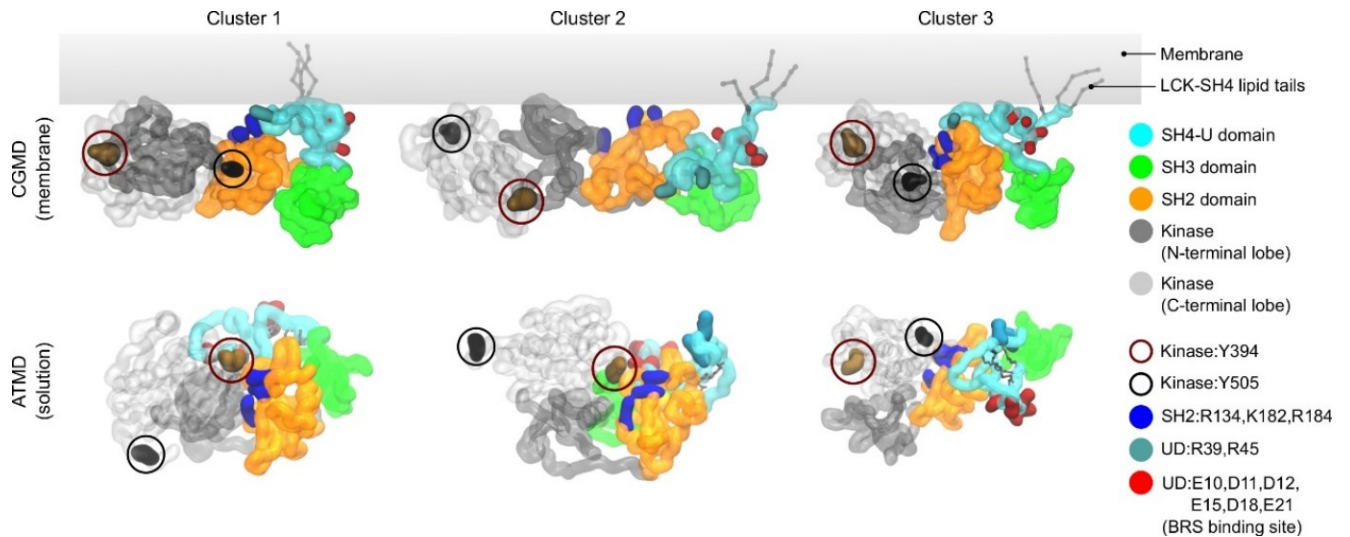 Cluster 1
Cluster 2
Cluster 3
CGMD
(membrane)
ATMD
(solution)
Membrane
LCK-SH4 lipid tails
SH4-U domain
SH3 domain
SH2 domain
Kinase
(N-terminal lobe)
Kinase
(C-terminal lobe)
Kinase:Y394
Kinase:Y505
SH2:R134,K182,R184
UD:R39,R45
UD:E10,D11,D12,
E15,D18,E21
(BRS binding site)